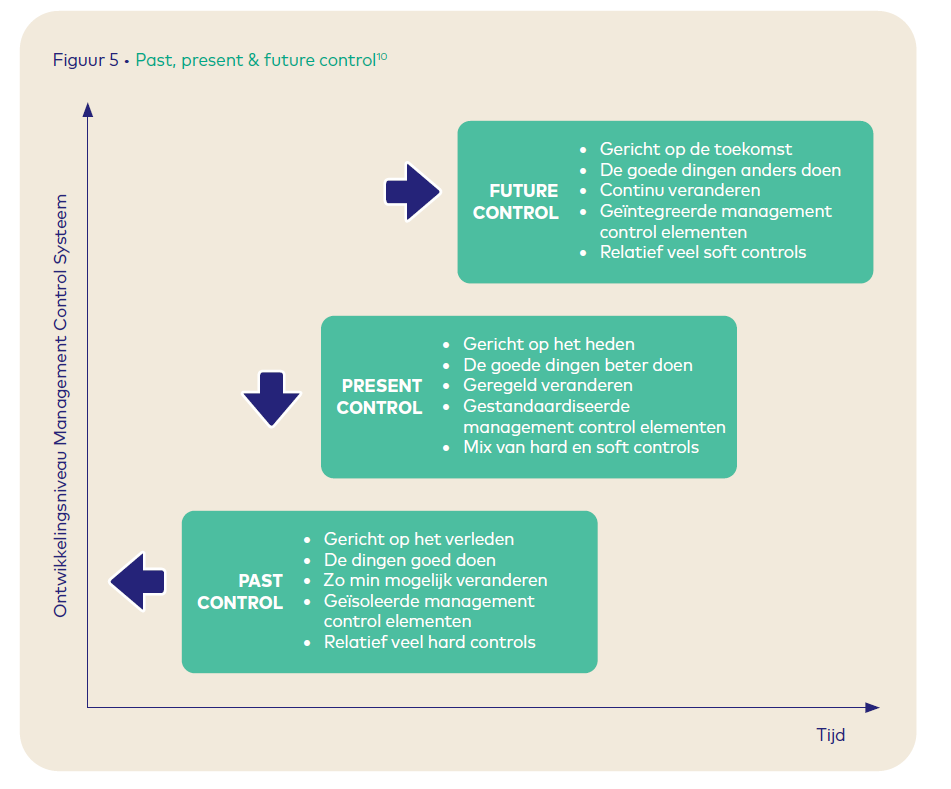 Figuur 5 • Past, present & future control¹⁰
Ontwikkelingsniveau Management Control Systeem
FUTURE
CONTROL
• Gericht op de toekomst
• De goede dingen anders doen
• Continu veranderen
• Geïntegreerde management
control elementen
• Relatief veel soft controls
PRESENT
CONTROL
• Gericht op het heden
• De goede dingen beter doen
• Geregeld veranderen
• Gestandaardiseerde
management control elementen
• Mix van hard en soft controls
PAST
CONTROL
• Gericht op het verleden
• De dingen goed doen
• Zo min mogelijk veranderen
• Geïsoleerde management
control elementen
• Relatief veel hard controls
Tijd